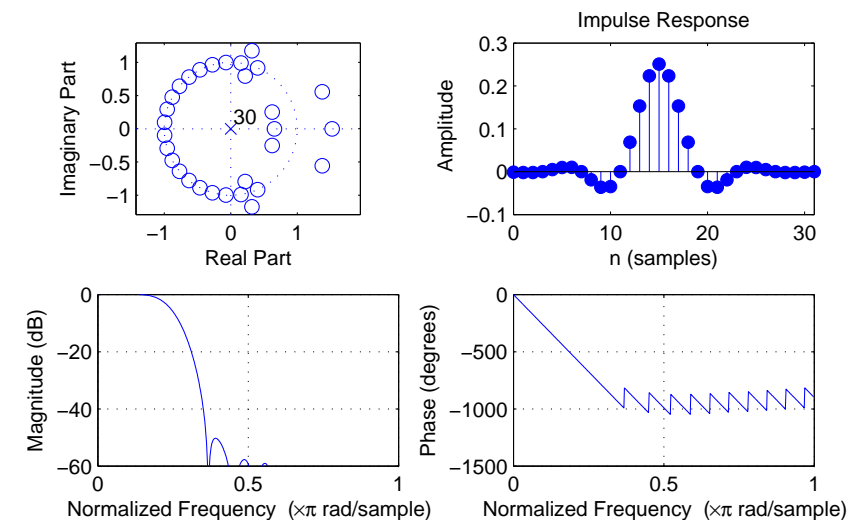 Imaginary Part
1
0.5
0
−0.5
−1
30
−1 0 1
Real Part
Impulse Response
Amplitude
0.3
0.2
0.1
0
−0.1
0 10 20 30
n (samples)
Magnitude (dB)
0
−20
−40
−60
0 0.5 1
Normalized Frequency (×π rad/sample)
Phase (degrees)
0
−500
−1000
−1500
0 0.5 1
Normalized Frequency (×π rad/sample)